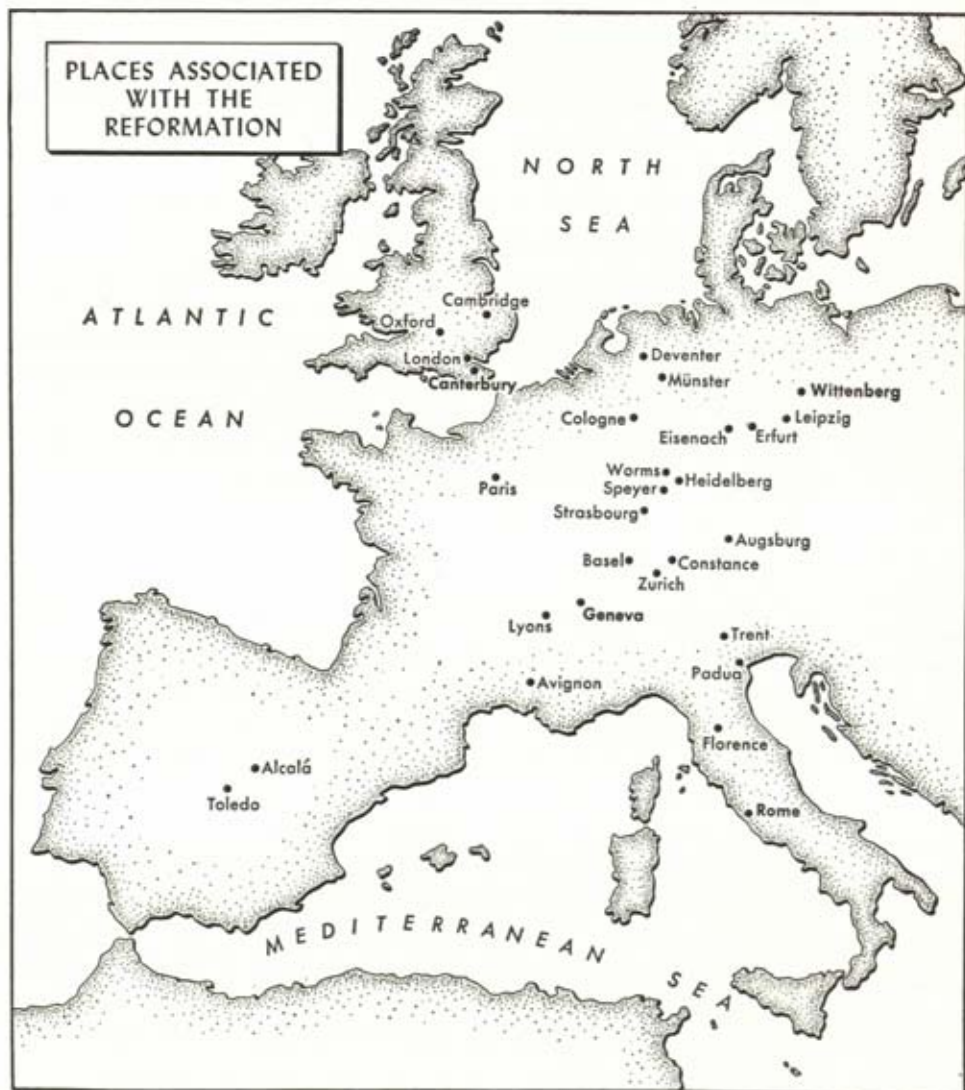 PLACES ASSOCIATED
WITH THE
REFORMATION
NORTH
SEA
ATLANTIC
OCEAN
Cambridge
Oxford
London
Canterbury
Deventer
Münster
Wittenberg
Cologne
Leipzig
Eisenach
Erfurt
Worms
Heidelberg
Speyer
Paris
Strasbourg
Augsburg
Basel
Constance
Zurich
Geneva
Lyons
Trent
Padua
Avignon
Florence
Alcalá
Toledo
Rome
MEDITERRANEAN
SEA